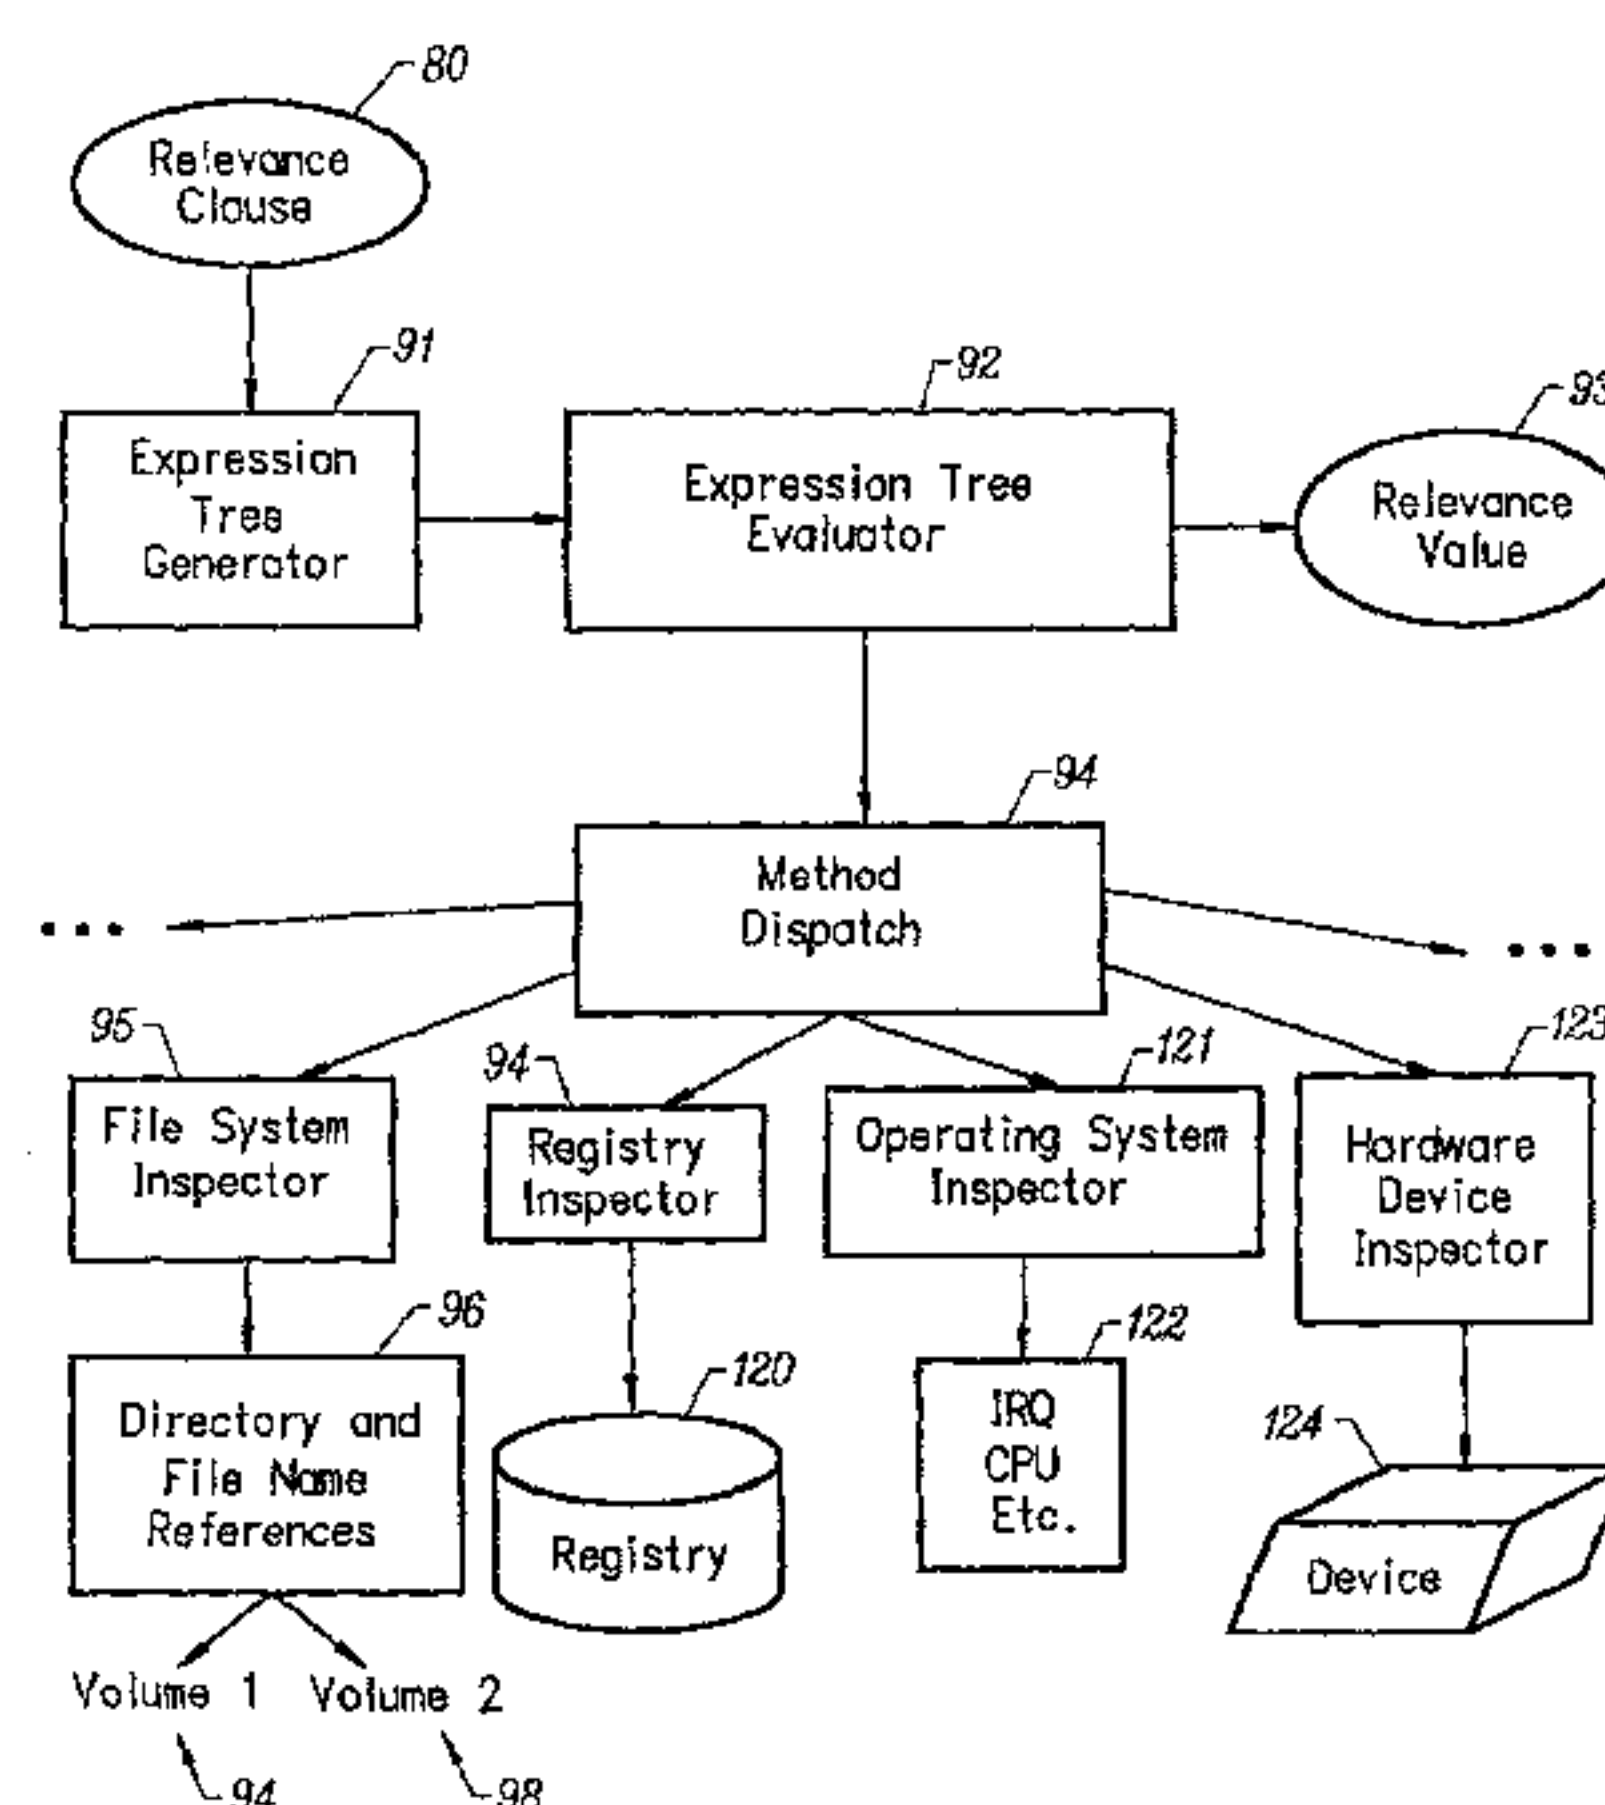 80
Relevance
Clause
91
92
93
Expression
Tree
Generator
Expression Tree
Evaluator
Relevance
Value
94
Method
Dispatch
95
94
121
123
File System
Inspector
Registry
Inspector
Operating System
Inspector
Hardware
Device
Inspector
96
120
122
124
Directory and
File Name
References
Registry
IRQ
CPU
Etc.
Device
Volume 1
Volume 2
94
98